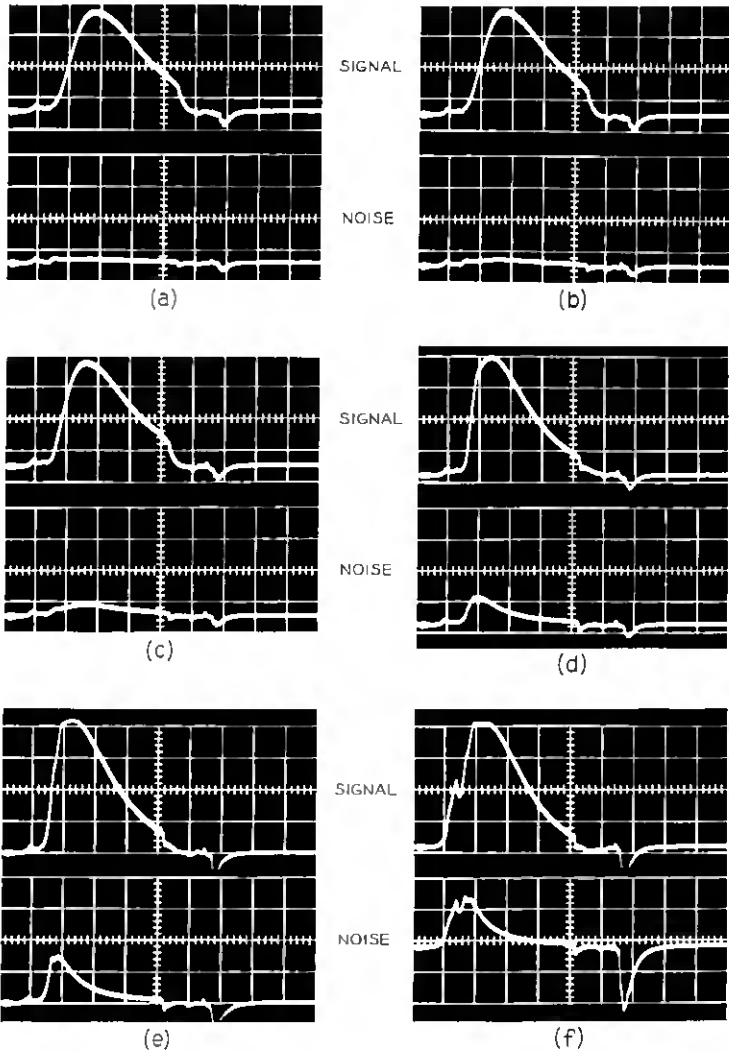 SIGNAL
NOISE
(a)
(b)
SIGNAL
NOISE
(c)
(d)
SIGNAL
NOISE
(e)
(f)